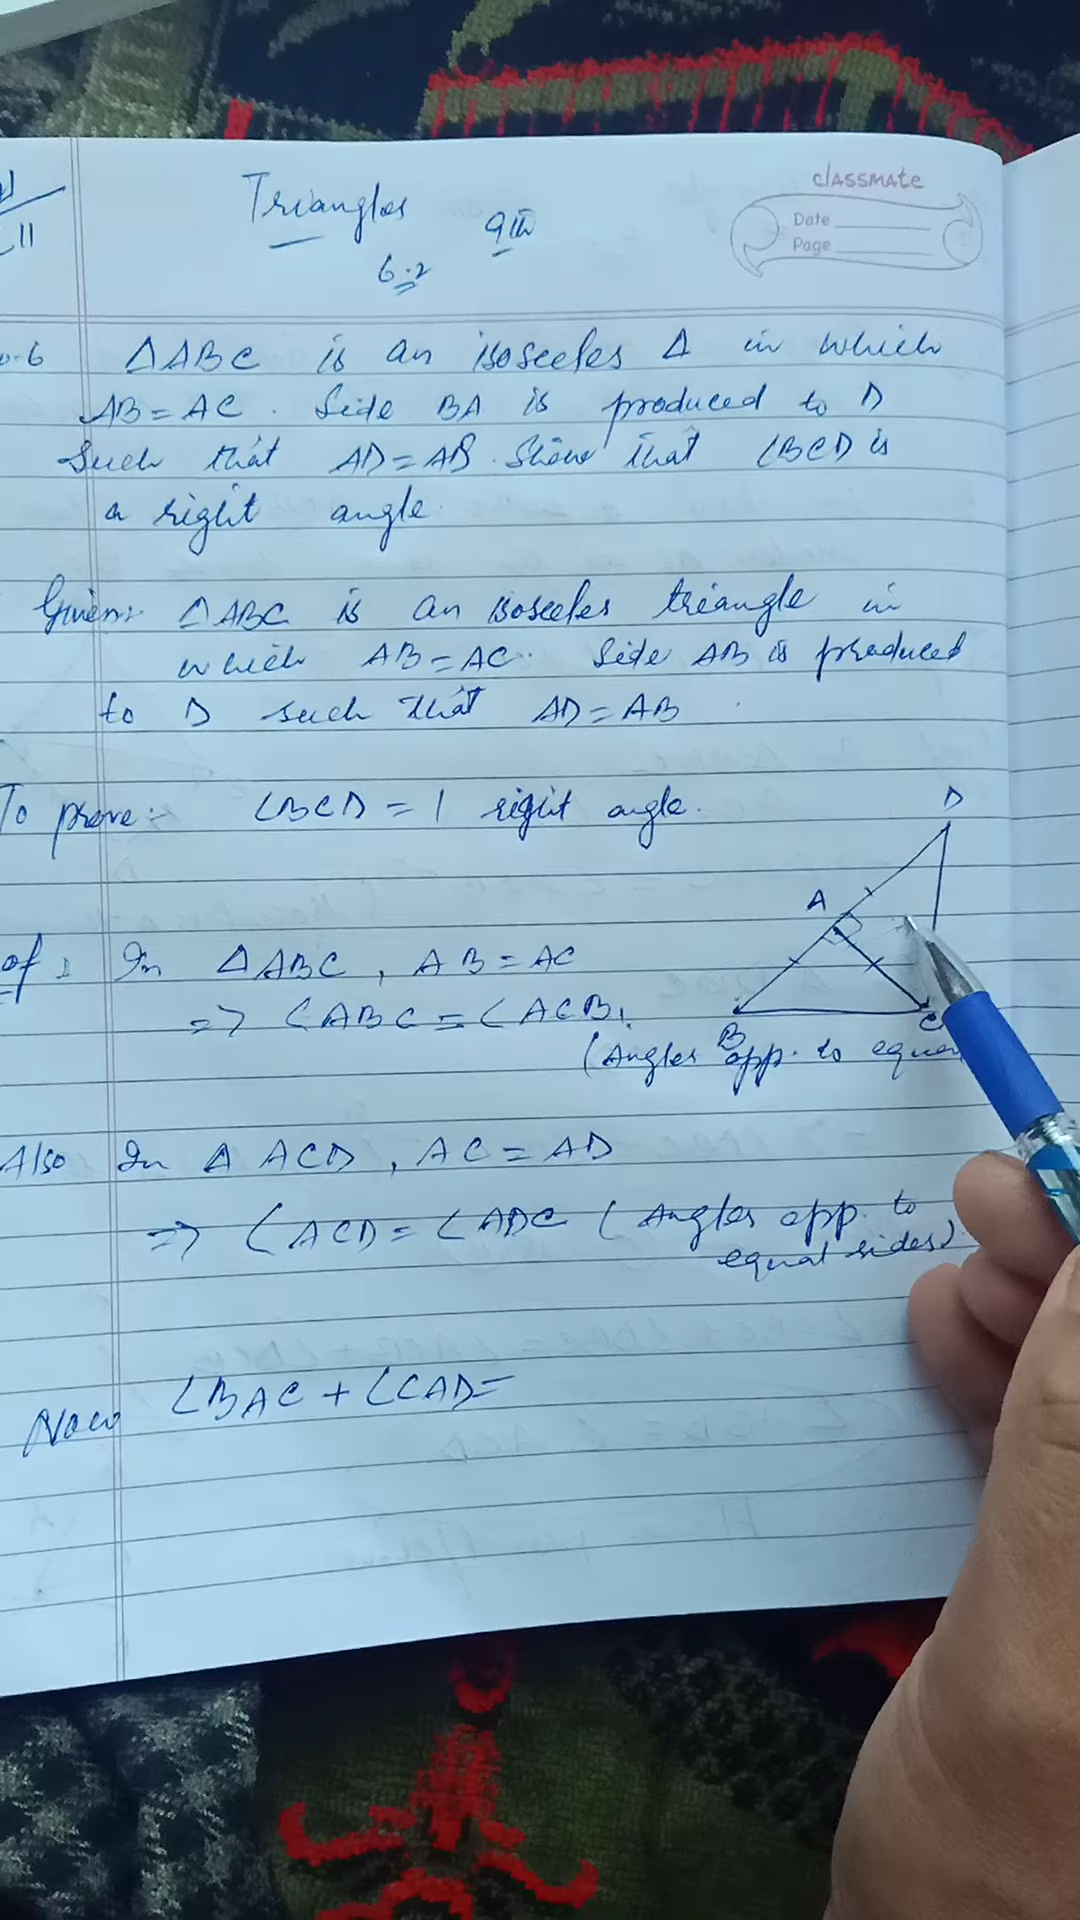 Triangles
9th
6.2
classmate
Date
Page
11
6 ΔABC is an isosceles Δ in which
AB = AC. Side BA is produced to D
Such that AD = AB. Show that ∠BCD is
a right angle.
Given:- ΔABC is an isosceles triangle in
which AB = AC. Side AB is produced
to D such that AD = AB
To prove:- ∠BCD = 1 right angle.
D
A
of : In ΔABC, AB = AC
=> ∠ABC = ∠ACB,
B
C
(Angles opp. to
Also In Δ ACD, AC = AD
=> ∠ACD = ∠ADC (Angles opp. to
equal sides)
Now ∠BAC + ∠CAD =